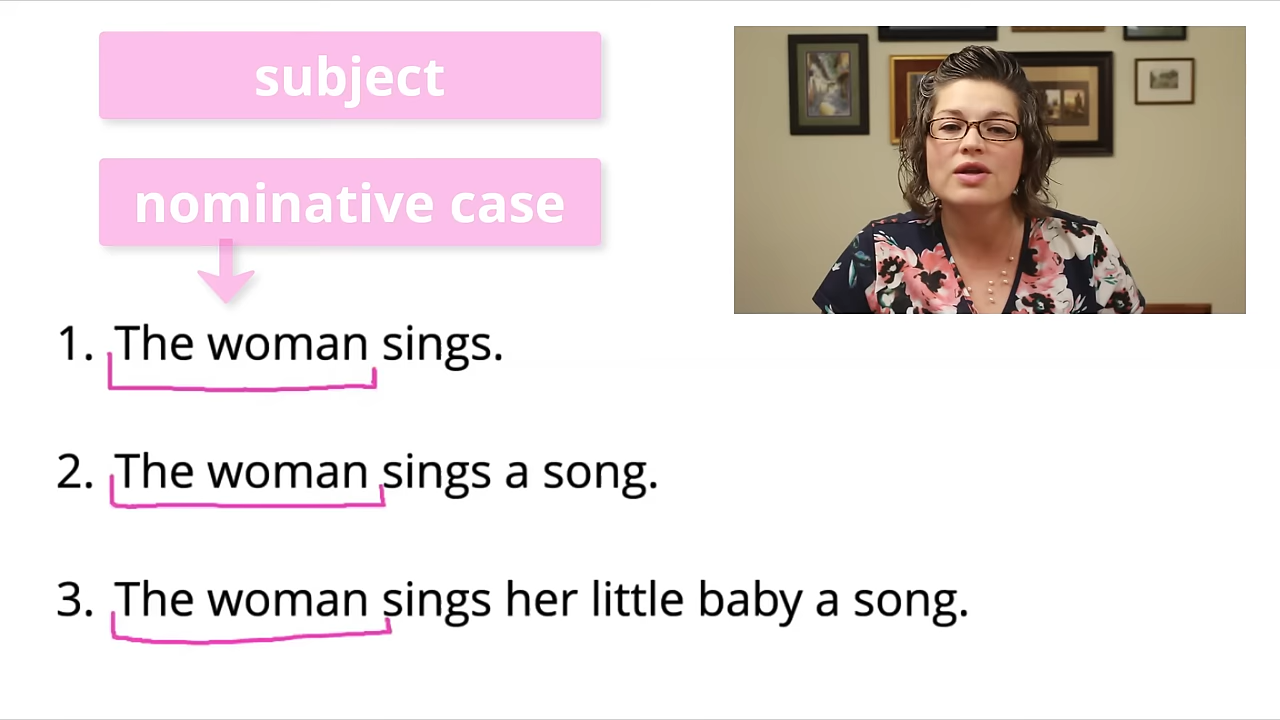 subject
nominative case
1. The woman sings.
2. The woman sings a song.
3. The woman sings her little baby a song.